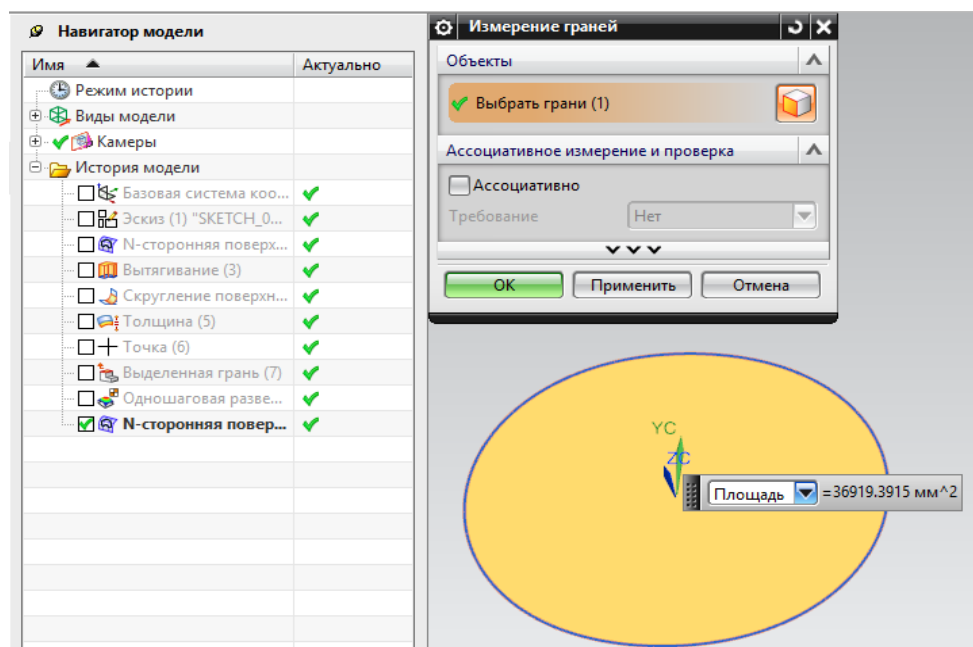 Навигатор модели
Имя Актуально
Режим истории
Виды модели
Камеры
История модели
Базовая система коо...
Эскиз (1) "SKETCH_0...
N-сторонняя поверх...
Вытягивание (3)
Скругление поверхн...
Толщина (5)
Точка (6)
Выделенная грань (7)
Одношаговая разве...
N-сторонняя повер...
Измерение граней
Объекты
Выбрать грани (1)
Ассоциативное измерение и проверка
Ассоциативно
Требование Нет
OK Применить Отмена
YC
ZC
Площадь =36919.3915 мм^2